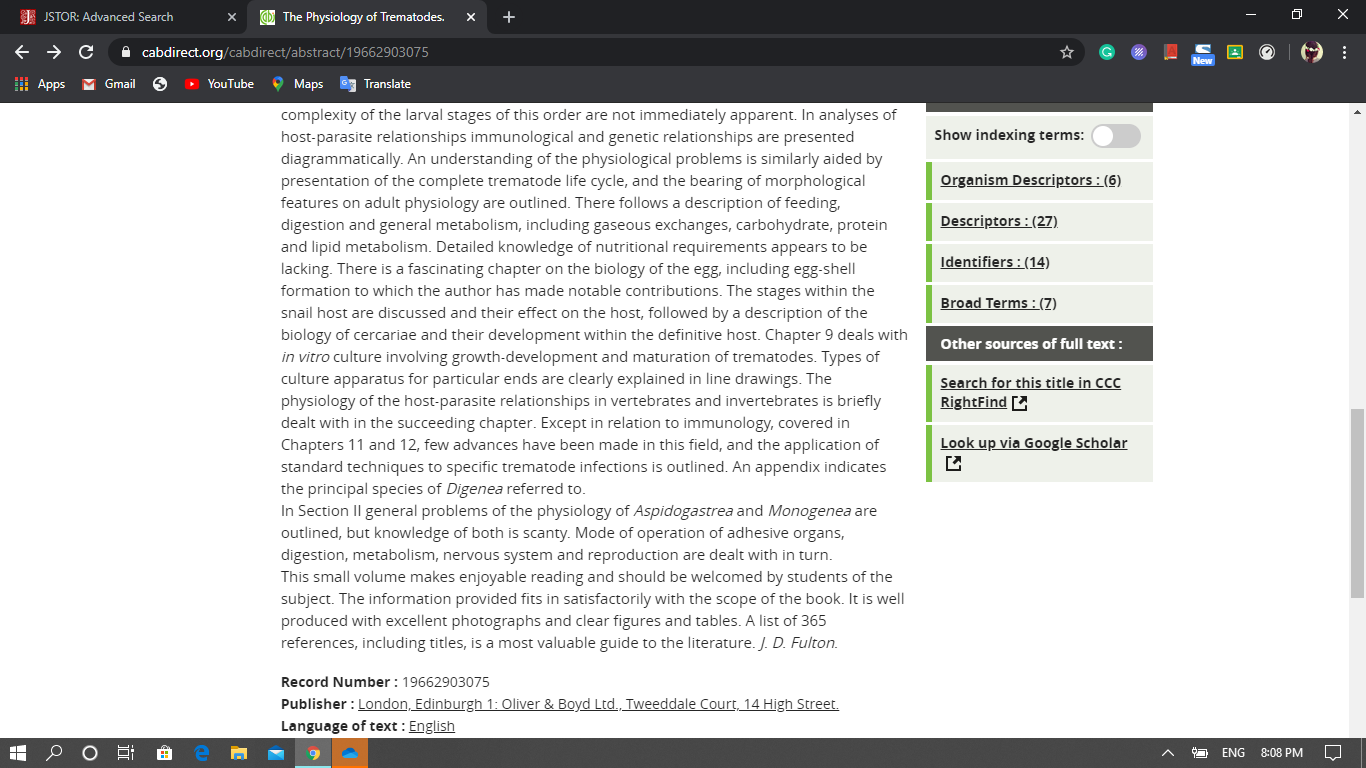 JSTOR: Advanced Search
The Physiology of Trematodes.
cabdirect.org/cabdirect/abstract/19662903075
New
Apps
Gmail
YouTube
Maps
Translate
complexity of the larval stages of this order are not immediately apparent. In analyses of
host-parasite relationships immunological and genetic relationships are presented
diagrammatically. An understanding of the physiological problems is similarly aided by
presentation of the complete trematode life cycle, and the bearing of morphological
features on adult physiology are outlined. There follows a description of feeding,
digestion and general metabolism, including gaseous exchanges, carbohydrate, protein
and lipid metabolism. Detailed knowledge of nutritional requirements appears to be
lacking. There is a fascinating chapter on the biology of the egg, including egg-shell
formation to which the author has made notable contributions. The stages within the
snail host are discussed and their effect on the host, followed by a description of the
biology of cercariae and their development within the definitive host. Chapter 9 deals with
in vitro culture involving growth-development and maturation of trematodes. Types of
culture apparatus for particular ends are clearly explained in line drawings. The
physiology of the host-parasite relationships in vertebrates and invertebrates is briefly
dealt with in the succeeding chapter. Except in relation to immunology, covered in
Chapters 11 and 12, few advances have been made in this field, and the application of
standard techniques to specific trematode infections is outlined. An appendix indicates
the principal species of Digenea referred to.
In Section II general problems of the physiology of Aspidogastrea and Monogenea are
outlined, but knowledge of both is scanty. Mode of operation of adhesive organs,
digestion, metabolism, nervous system and reproduction are dealt with in turn.
This small volume makes enjoyable reading and should be welcomed by students of the
subject. The information provided fits in satisfactorily with the scope of the book. It is well
produced with excellent photographs and clear figures and tables. A list of 365
references, including titles, is a most valuable guide to the literature. J. D. Fulton.
Record Number : 19662903075
Publisher : London, Edinburgh 1: Oliver & Boyd Ltd., Tweeddale Court, 14 High Street.
Language of text : English
Show indexing terms:
Organism Descriptors : (6)
Descriptors : (27)
Identifiers : (14)
Broad Terms : (7)
Other sources of full text :
Search for this title in CCC
RightFind
Look up via Google Scholar
ENG
8:08 PM